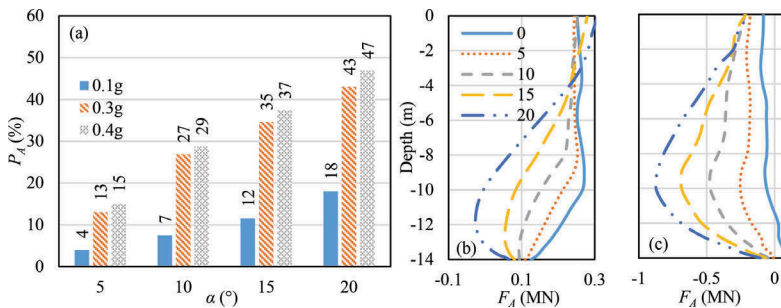 (a)
60
50
40
30
20
10
0
P_A (%)
0.1g
0.3g
0.4g
4 13 15
7 27 29
12 35 37
18 43 47
5 10 15 20
α (°)
0
-2
-4
-6
-8
-10
-12
-14
Depth (m)
0
5
10
15
20
(b)
-0.1 0.1 0.3
F_A (MN)
(c)
-1 -0.5 0
F_A (MN)